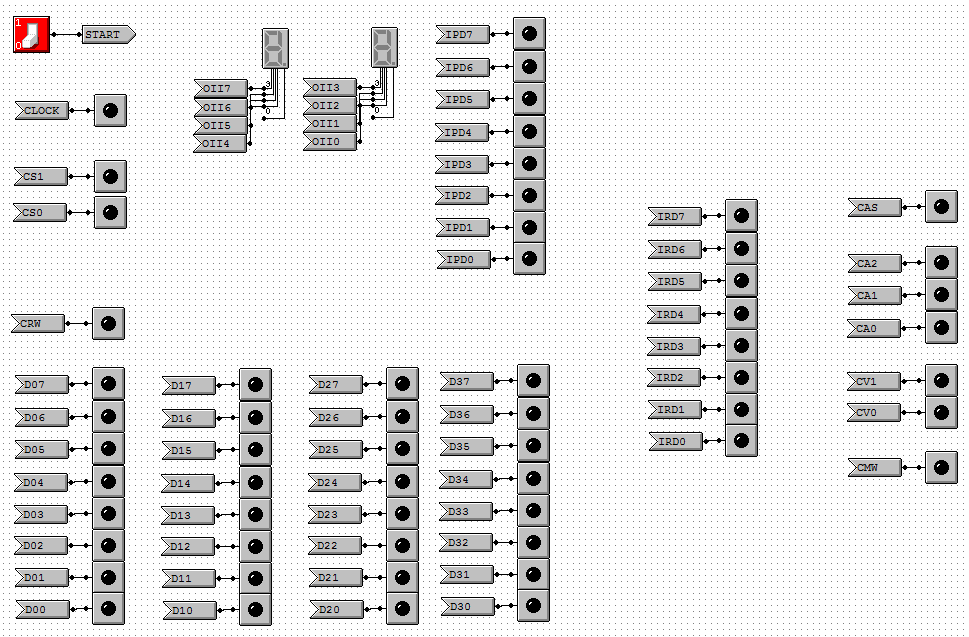 1
0
START
CLOCK
CS1
CS0
CRW
OII7
OII6
OII5
OII4
3
0
OII3
OII2
OII1
OII0
3
0
IPD7
IPD6
IPD5
IPD4
IPD3
IPD2
IPD1
IPD0
IRD7
IRD6
IRD5
IRD4
IRD3
IRD2
IRD1
IRD0
CAS
CA2
CA1
CA0
CV1
CV0
CMW
D07
D06
D05
D04
D03
D02
D01
D00
D17
D16
D15
D14
D13
D12
D11
D10
D27
D26
D25
D24
D23
D22
D21
D20
D37
D36
D35
D34
D33
D32
D31
D30